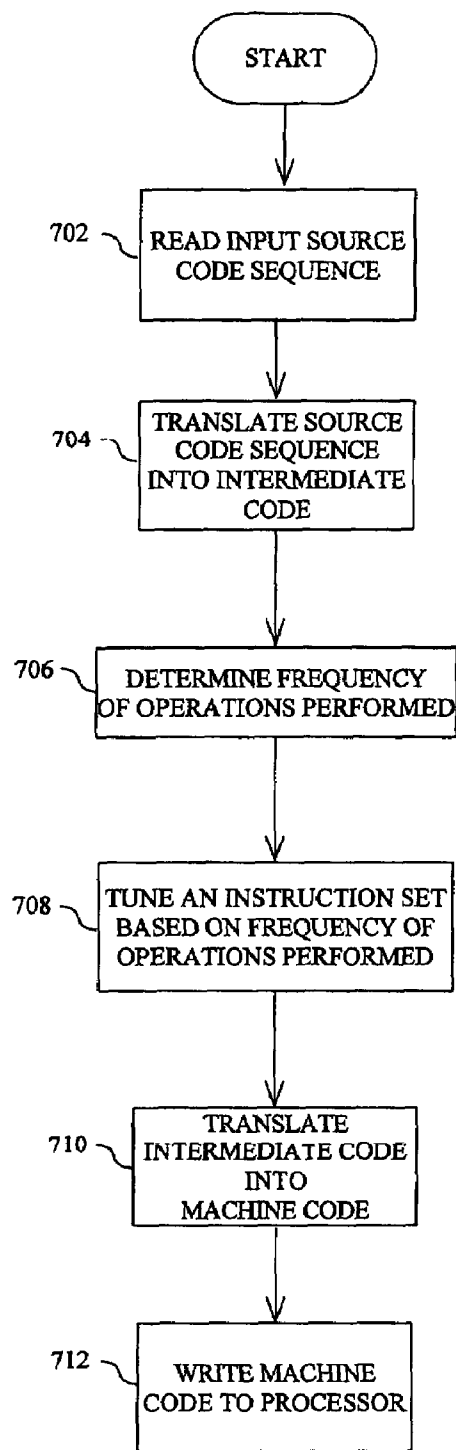 START
702
READ INPUT SOURCE
CODE SEQUENCE
704
TRANSLATE SOURCE
CODE SEQUENCE
INTO INTERMEDIATE
CODE
706
DETERMINE FREQUENCY
OF OPERATIONS PERFORMED
708
TUNE AN INSTRUCTION SET
BASED ON FREQUENCY OF
OPERATIONS PERFORMED
710
TRANSLATE
INTERMEDIATE CODE
INTO
MACHINE CODE
712
WRITE MACHINE
CODE TO PROCESSOR